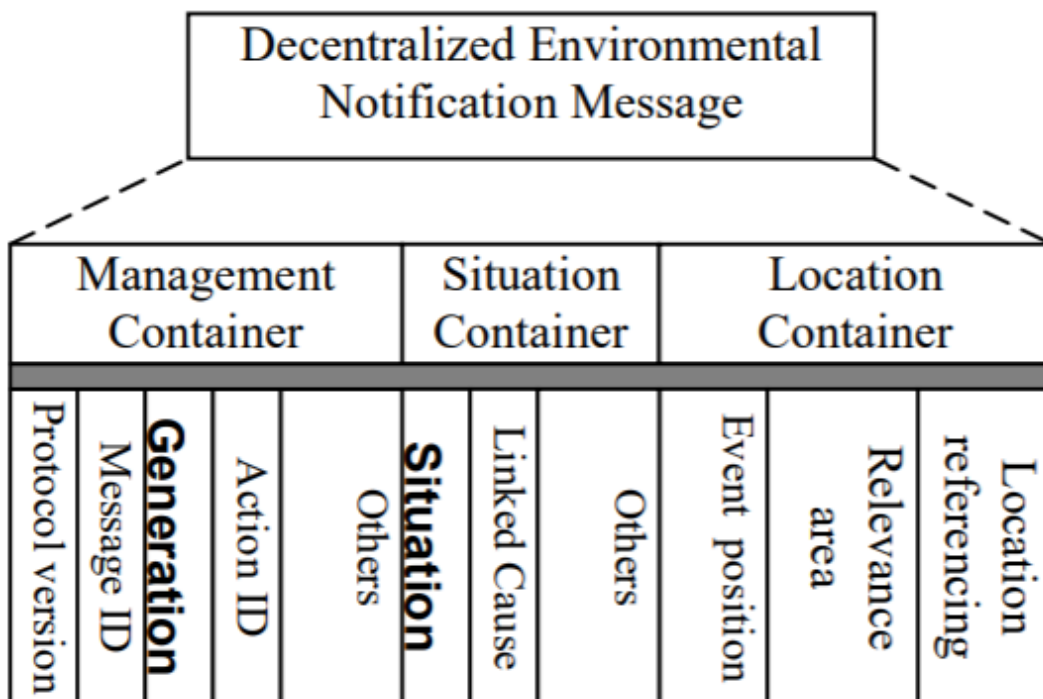 Decentralized Environmental
Notification Message
Management
Container
Situation
Container
Location
Container
Protocol version
Message ID
Generation
Action ID
Others
Situation
Linked Cause
Others
Event position
Relevance
area
Location
referencing